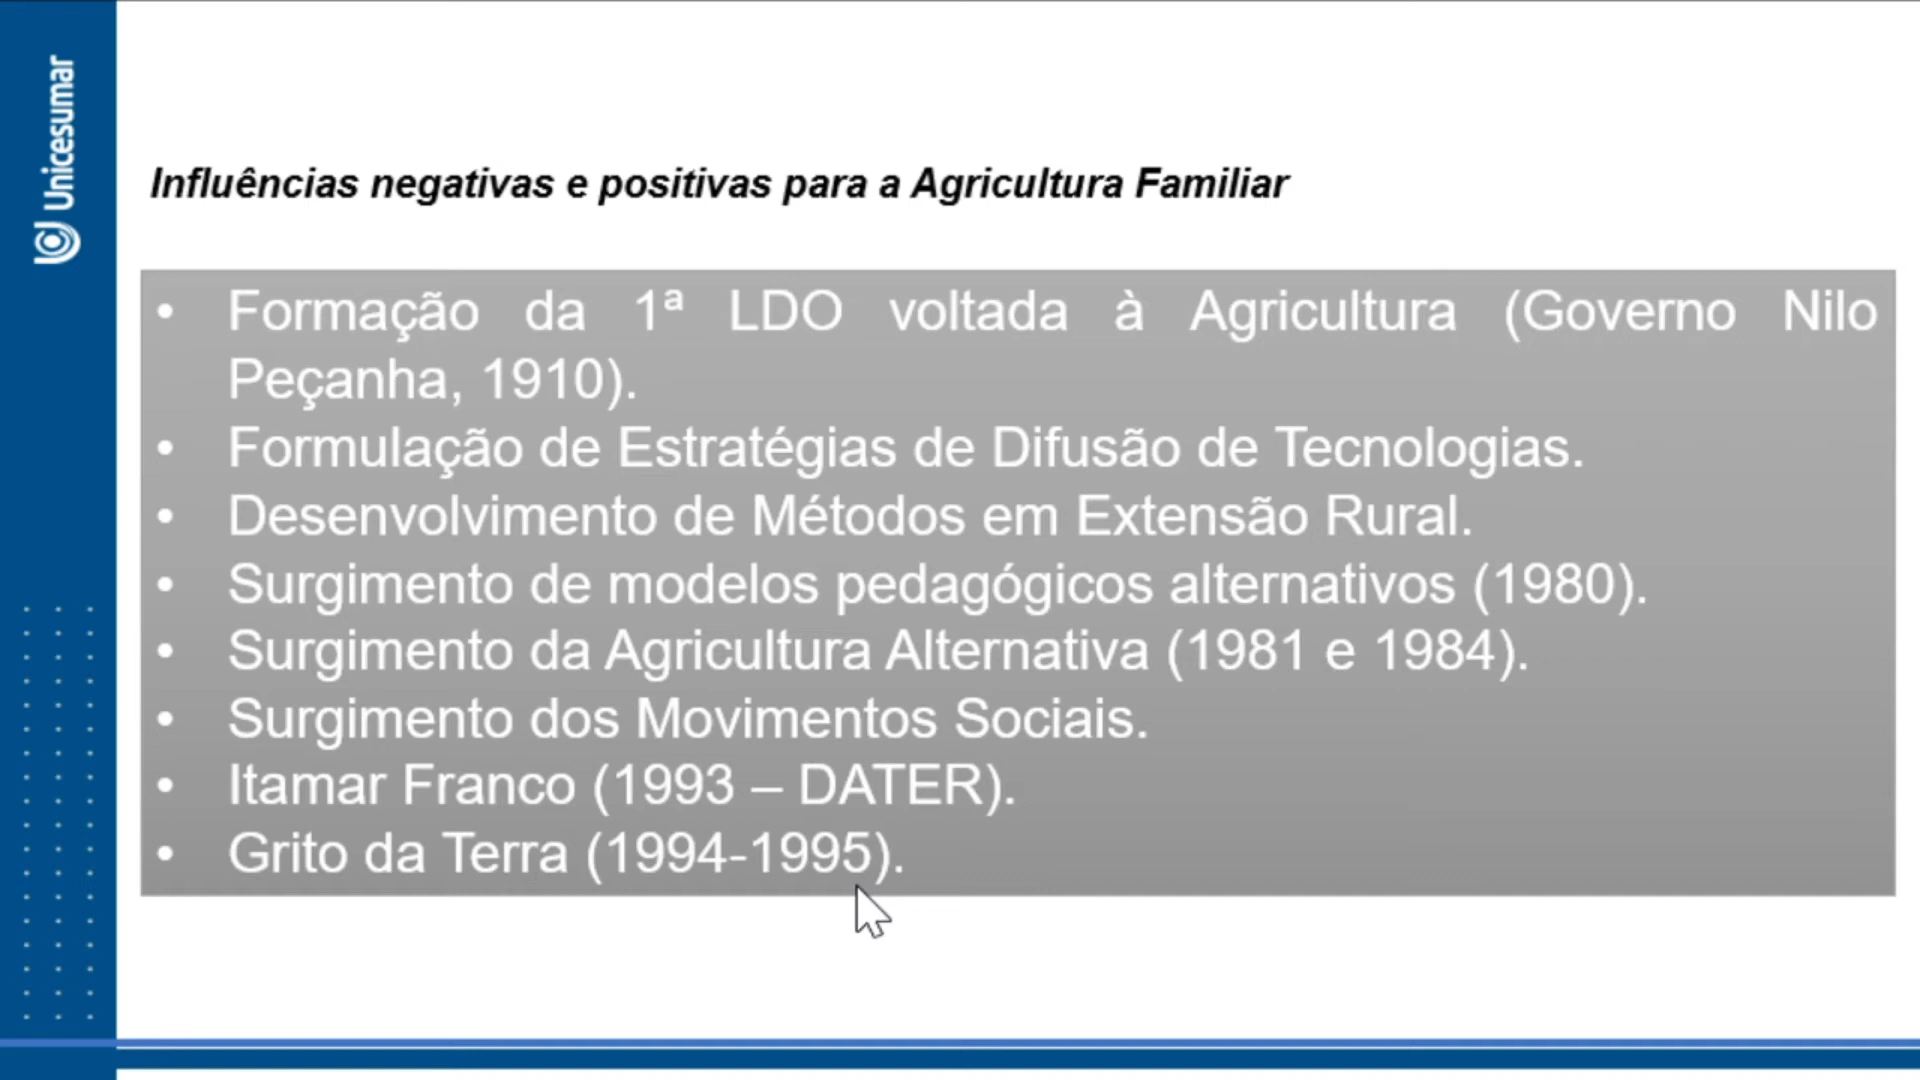 Unicesumar
Influências negativas e positivas para a Agricultura Familiar
• Formação da 1ª LDO voltada à Agricultura (Governo Nilo
Peçanha, 1910).
• Formulação de Estratégias de Difusão de Tecnologias.
• Desenvolvimento de Métodos em Extensão Rural.
• Surgimento de modelos pedagógicos alternativos (1980).
• Surgimento da Agricultura Alternativa (1981 e 1984).
• Surgimento dos Movimentos Sociais.
• Itamar Franco (1993 – DATER).
• Grito da Terra (1994-1995).